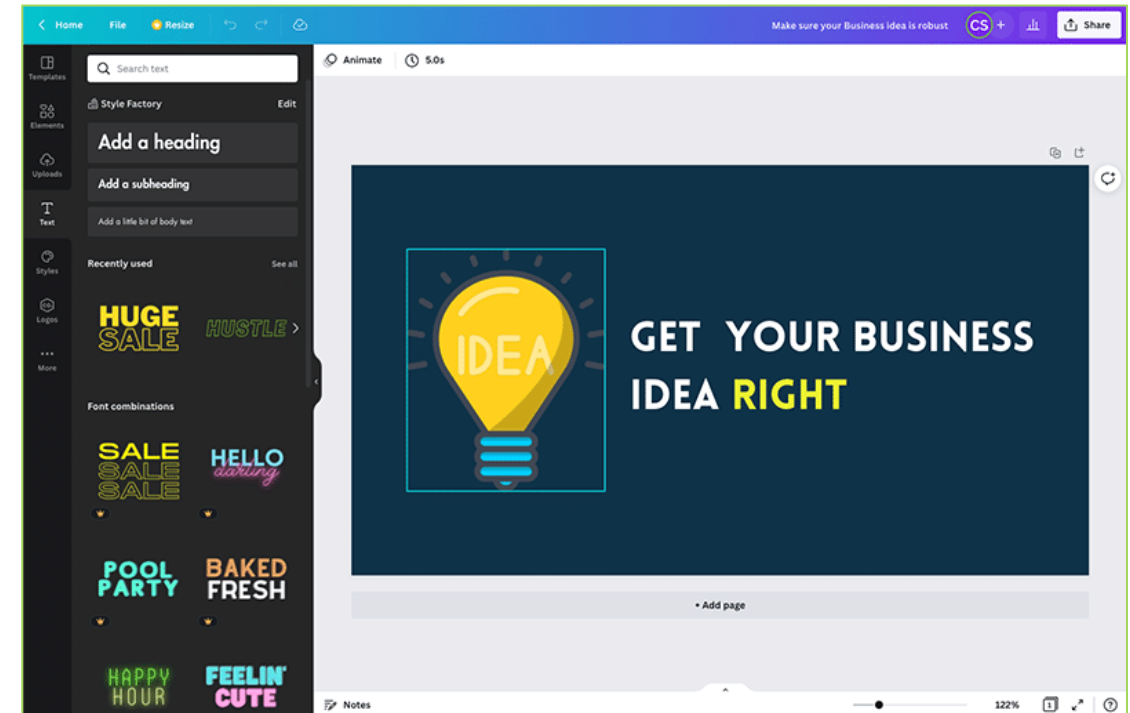 Home File Resize Make sure your Business idea is robust CS + Share
Templates
Elements
Uploads
Text
Styles
Logos
More
Search text
Style Factory Edit
Add a heading
Add a subheading
Add a little bit of body text
Recently used See all
HUGE
SALE
HUSTLE
Font combinations
SALE
SALE
SALE
HELLO
darling
POOL
PARTY
BAKED
FRESH
HAPPY
HOUR
FEELIN'
CUTE
Animate 5.0s
IDEA
GET YOUR BUSINESS
IDEA RIGHT
+ Add page
Notes 122% 1 ?